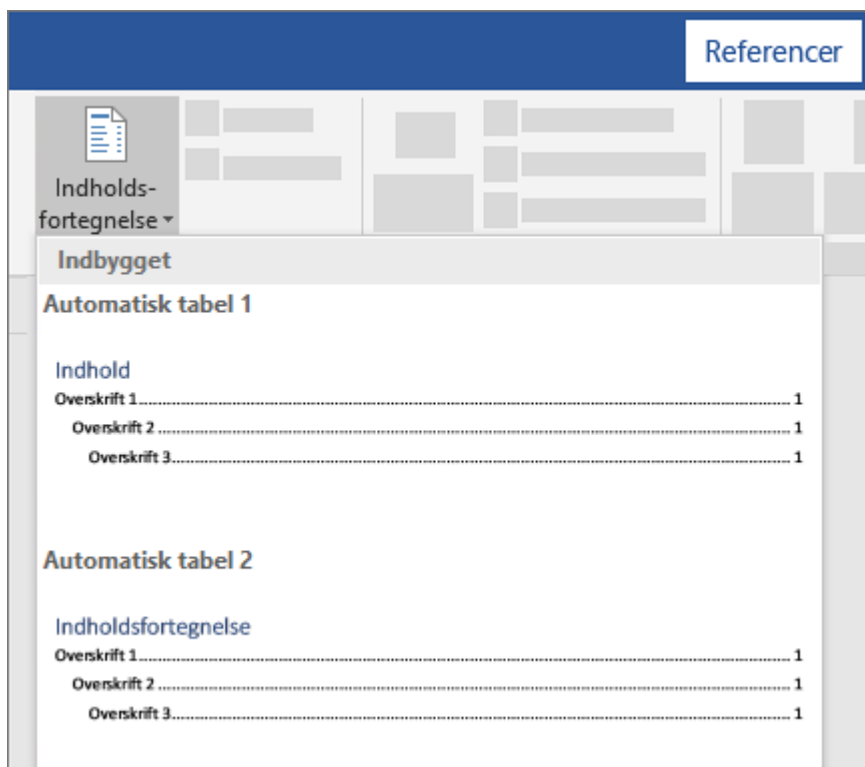 Referencer
Indholds-
fortegnelse
Indbygget
Automatisk tabel 1
Indhold
Overskrift 1........................................................................................ 1
Overskrift 2........................................................................................ 1
Overskrift 3........................................................................................ 1
Automatisk tabel 2
Indholdsfortegnelse
Overskrift 1........................................................................................ 1
Overskrift 2........................................................................................ 1
Overskrift 3........................................................................................ 1